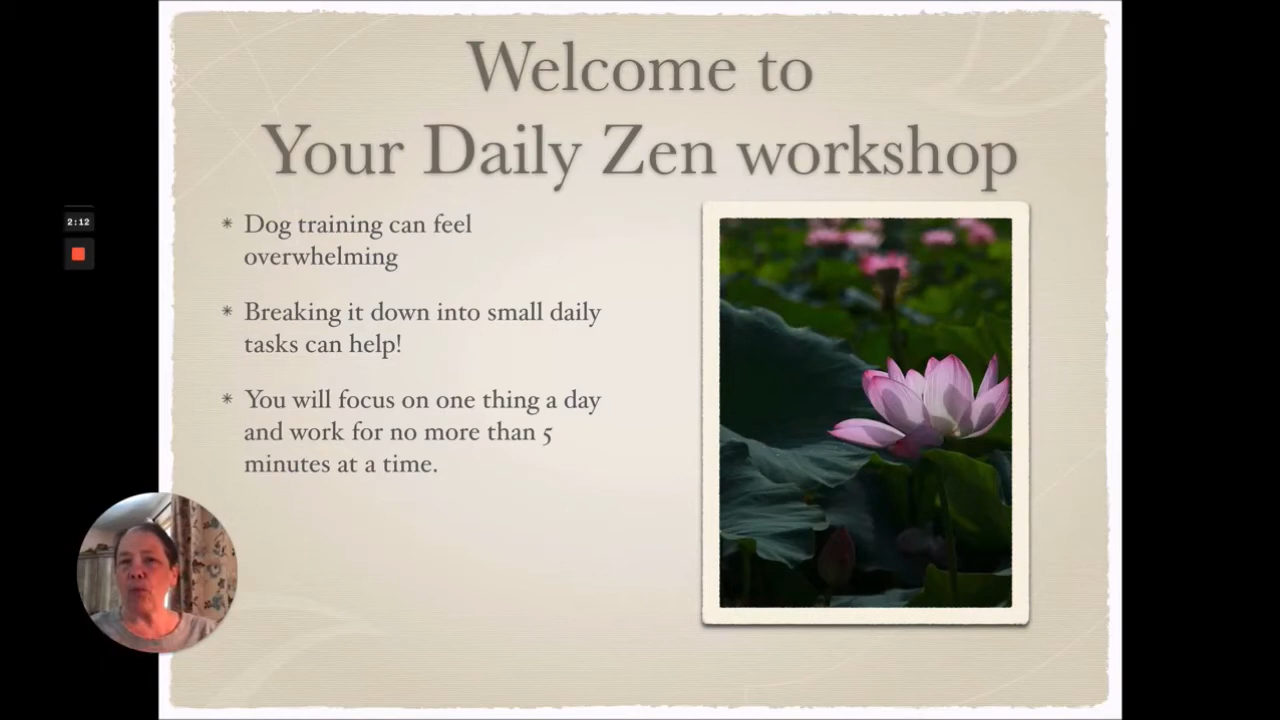 Welcome to
Your Daily Zen workshop
2:12
* Dog training can feel
overwhelming
* Breaking it down into small daily
tasks can help!
* You will focus on one thing a day
and work for no more than 5
minutes at a time.